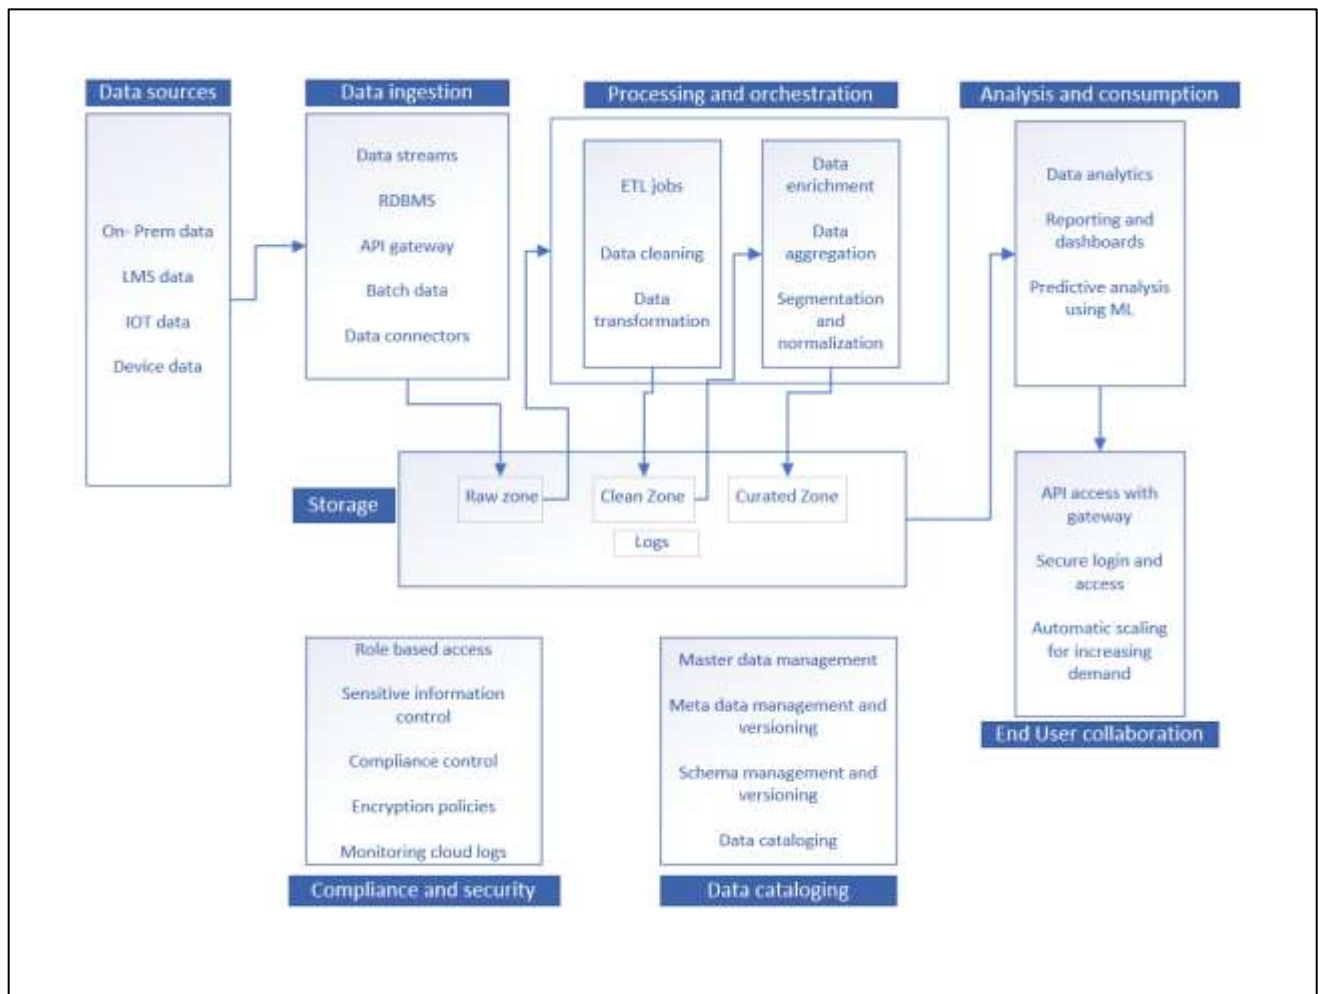 Data sources
On- Prem data
LMS data
IOT data
Device data
Data ingestion
Data streams
RDBMS
API gateway
Batch data
Data connectors
Processing and orchestration
ETL jobs
Data cleaning
Data
transformation
Data
enrichment
Data
aggregation
Segmentation
and
normalization
Analysis and consumption
Data analytics
Reporting and
dashboards
Predictive analysis
using ML
Storage
Raw zone
Clean Zone
Curated Zone
Logs
API access with
gateway
Secure login and
access
Automatic scaling
for increasing
demand
End User collaboration
Role based access
Sensitive information
control
Compliance control
Encryption policies
Monitoring cloud logs
Compliance and security
Master data management
Meta data management and
versioning
Schema management and
versioning
Data cataloging
Data cataloging